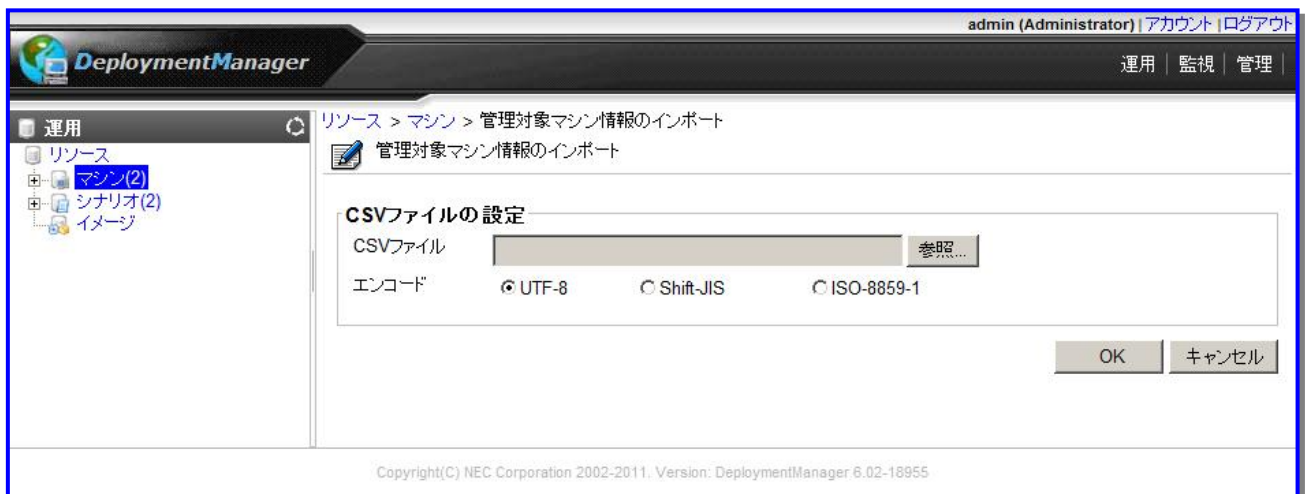 admin (Administrator) | アカウント | ログアウト
DeploymentManager
運用 | 監視 | 管理 |
運用
リソース
マシン(2)
シナリオ(2)
イメージ
リソース > マシン > 管理対象マシン情報のインポート
管理対象マシン情報のインポート
CSVファイルの設定
CSVファイル 参照...
エンコード UTF-8 Shift-JIS ISO-8859-1
OK キャンセル
Copyright(C) NEC Corporation 2002-2011. Version: DeploymentManager 6.02-18955